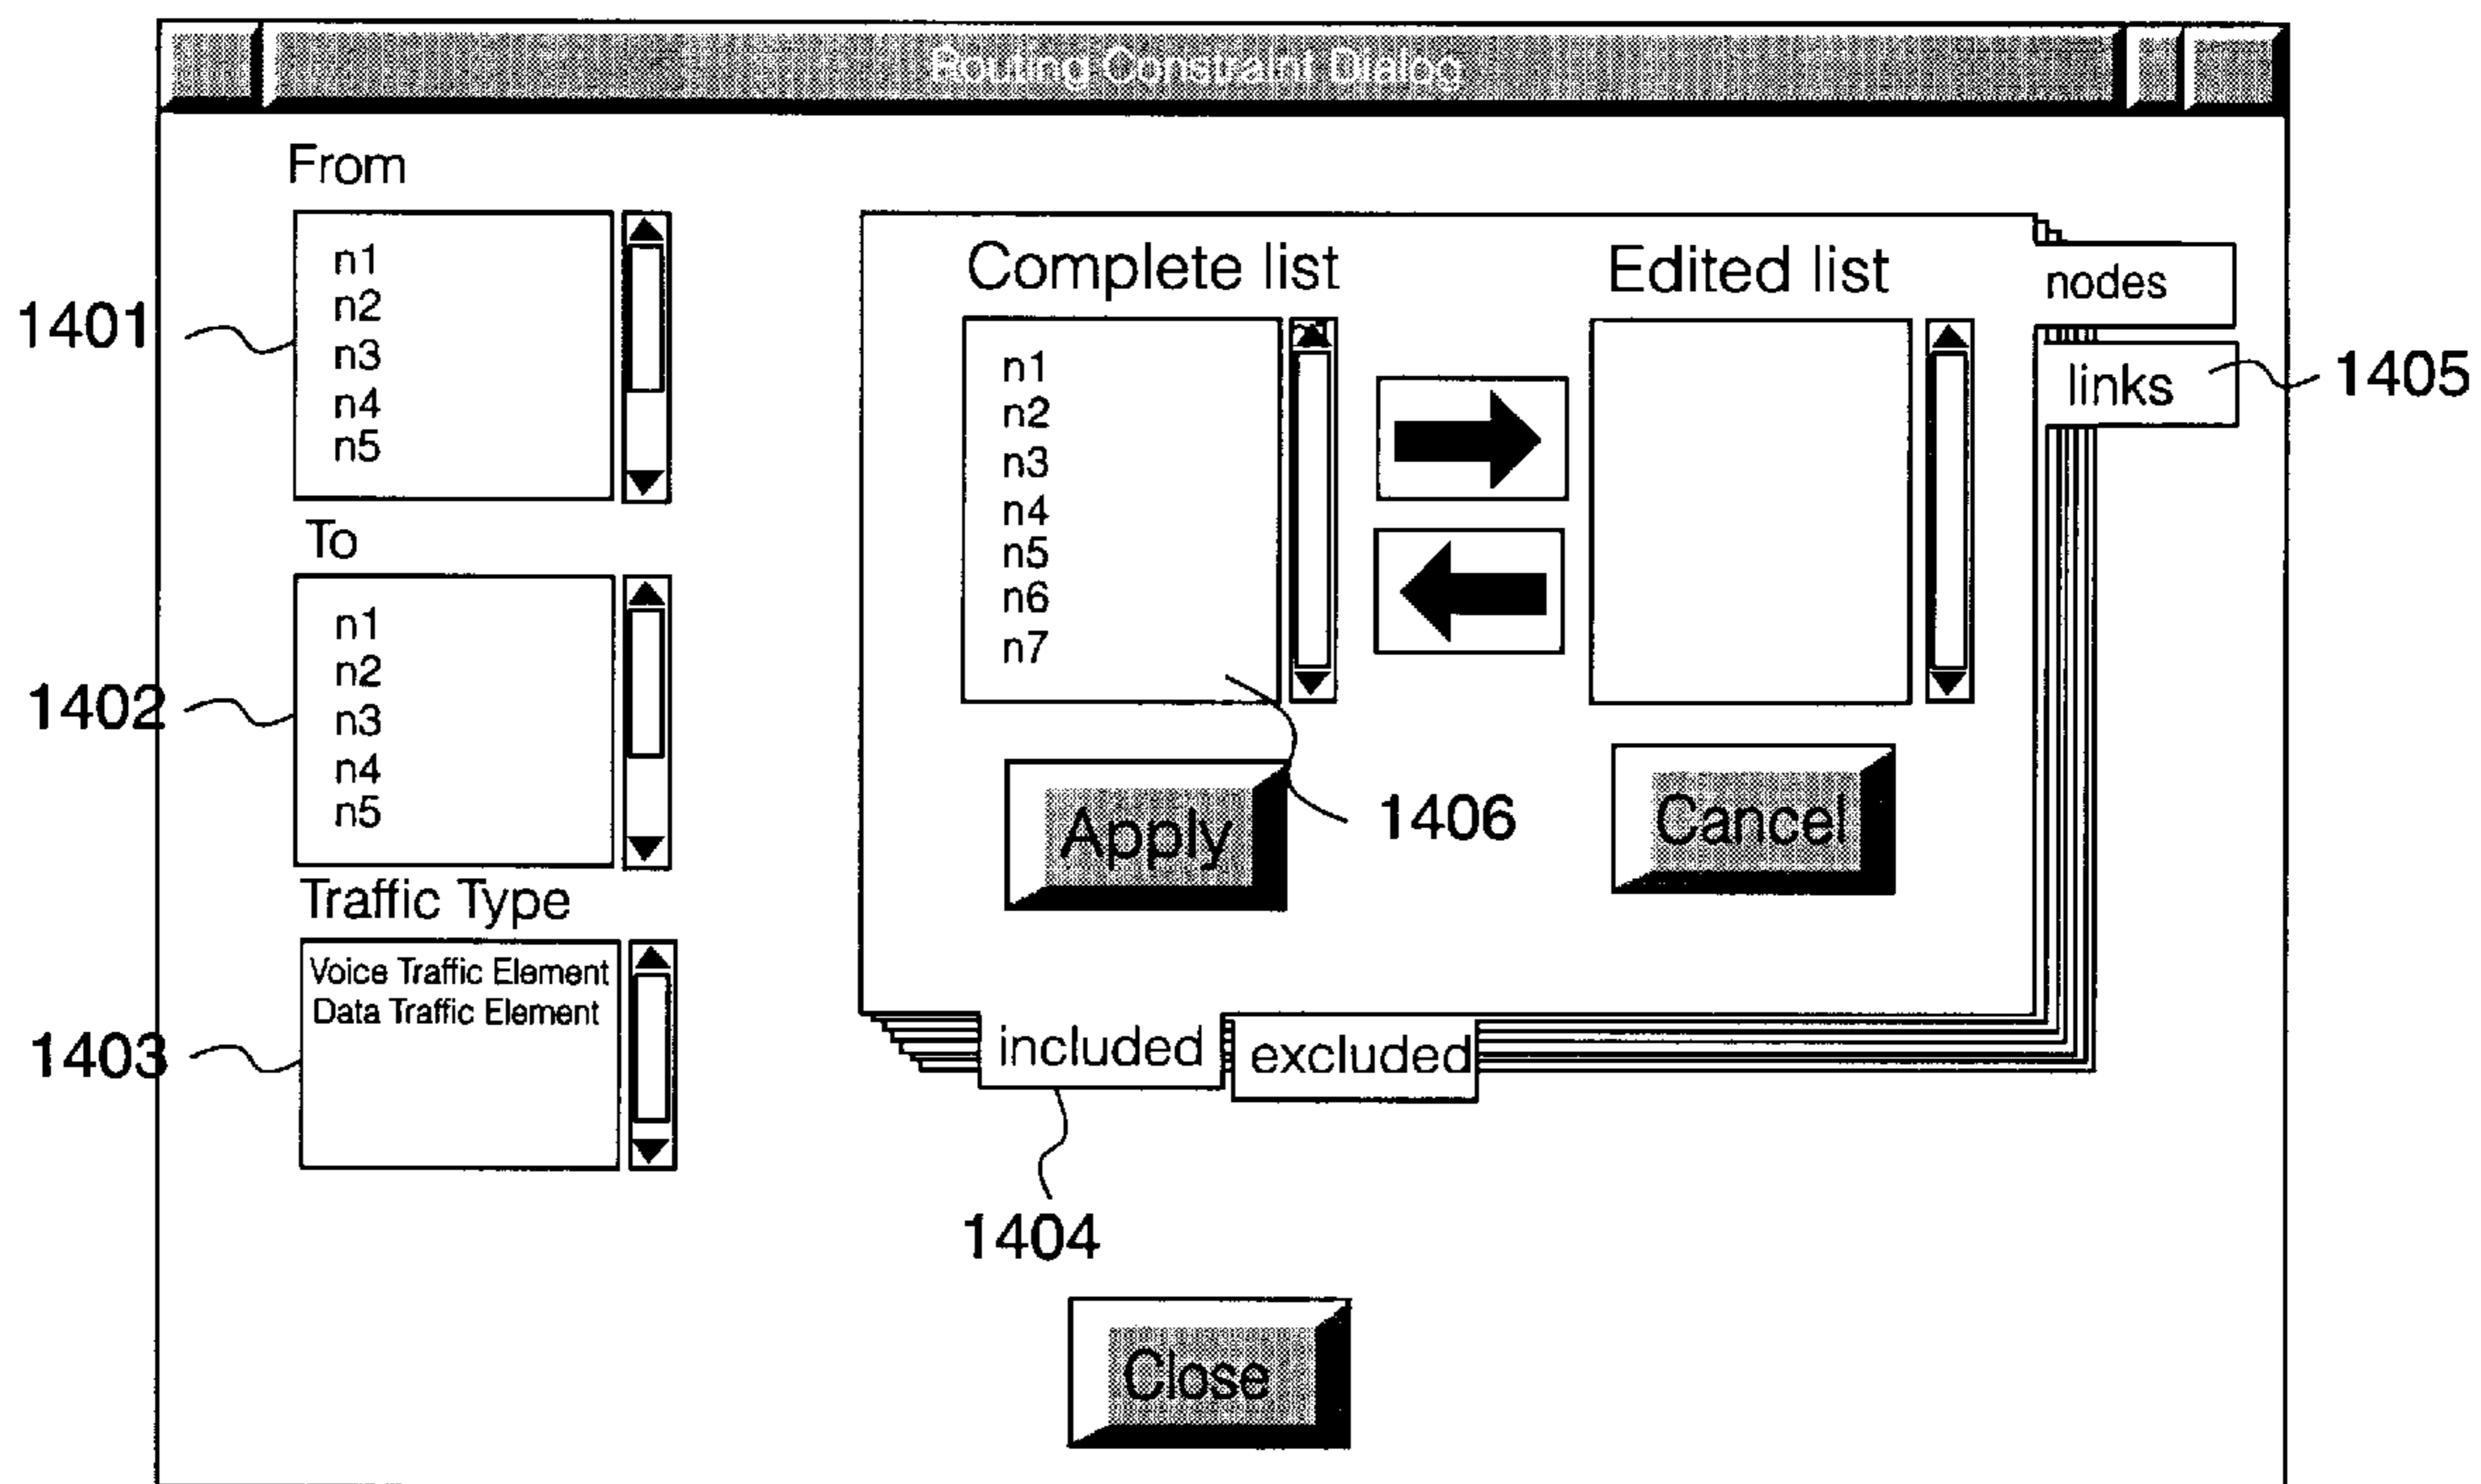 Routing Constraint Dialog
From
n1
n2
n3
n4
n5
1401
To
n1
n2
n3
n4
n5
1402
Traffic Type
Voice Traffic Element
Data Traffic Element
1403
Complete list
n1
n2
n3
n4
n5
n6
n7
Edited list
nodes
links
1405
Apply
1406
Cancel
included
excluded
1404
Close